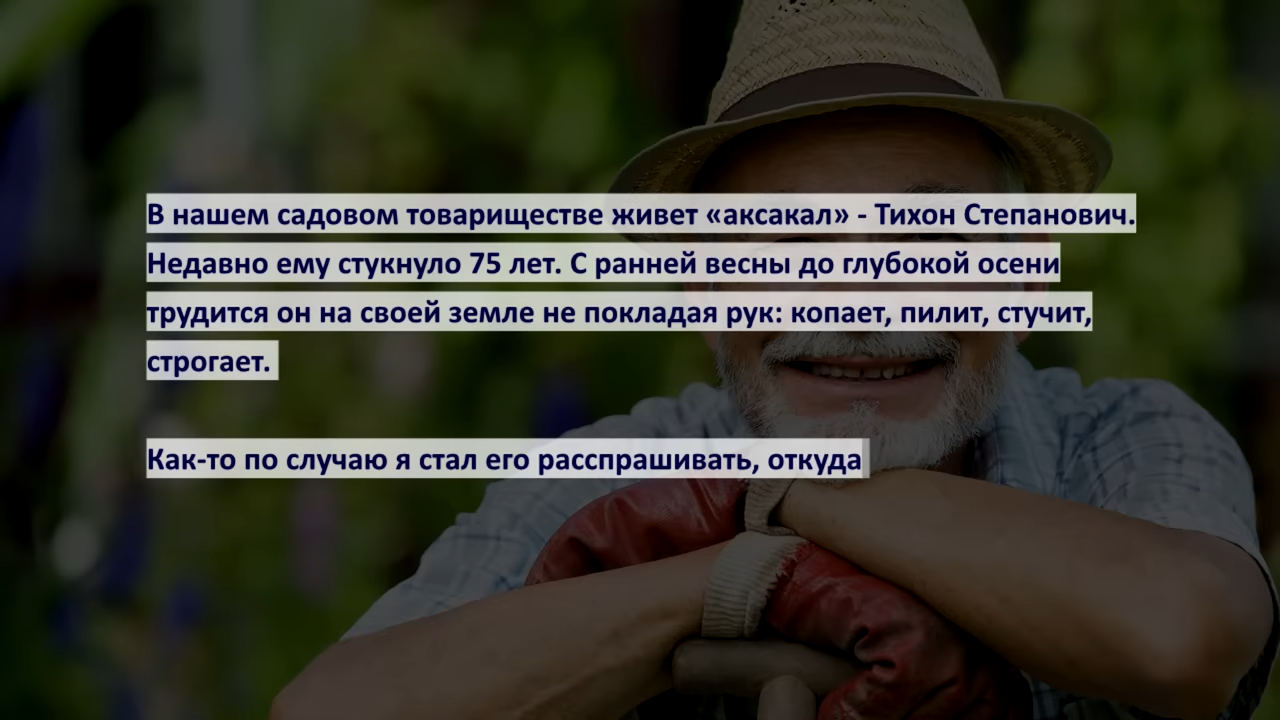 В нашем садовом товариществе живет «аксакал» - Тихон Степанович.
Недавно ему стукнуло 75 лет. С ранней весны до глубокой осени
трудится он на своей земле не покладая рук: копает, пилит, стучит,
строгает.
Как-то по случаю я стал его расспрашивать, откуда